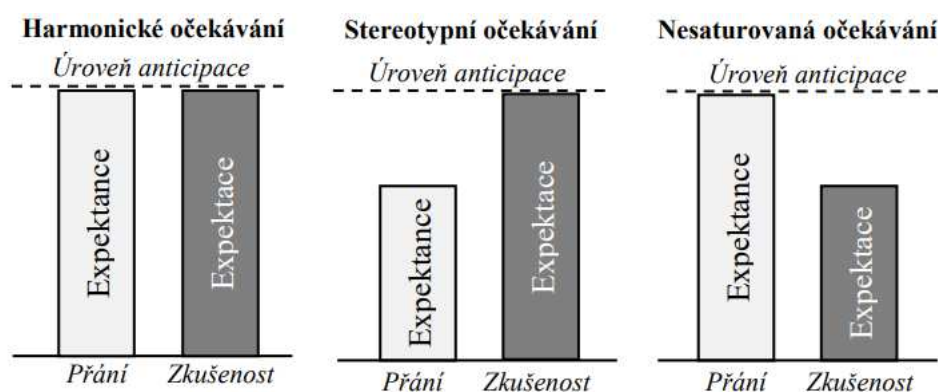 Harmonické očekávání
Úroveň anticipace
Expektance
Expektace
Přání Zkušenost
Stereotypní očekávání
Úroveň anticipace
Expektance
Expektace
Přání Zkušenost
Nesaturovaná očekávání
Úroveň anticipace
Expektance
Expektace
Přání Zkušenost